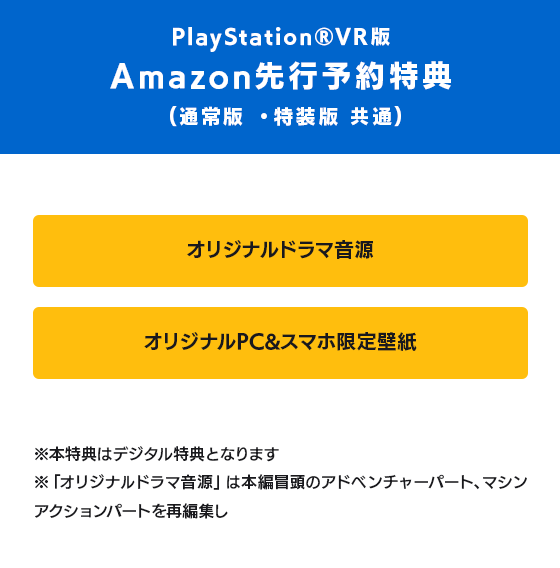 PlayStation®VR版
Amazon先行予約特典
(通常版 ・特装版 共通)
オリジナルドラマ音源
オリジナルPC&スマホ限定壁紙
※本特典はデジタル特典となります
※「オリジナルドラマ音源」は本編冒頭のアドベンチャーパート、マシン
アクションパートを再編集し